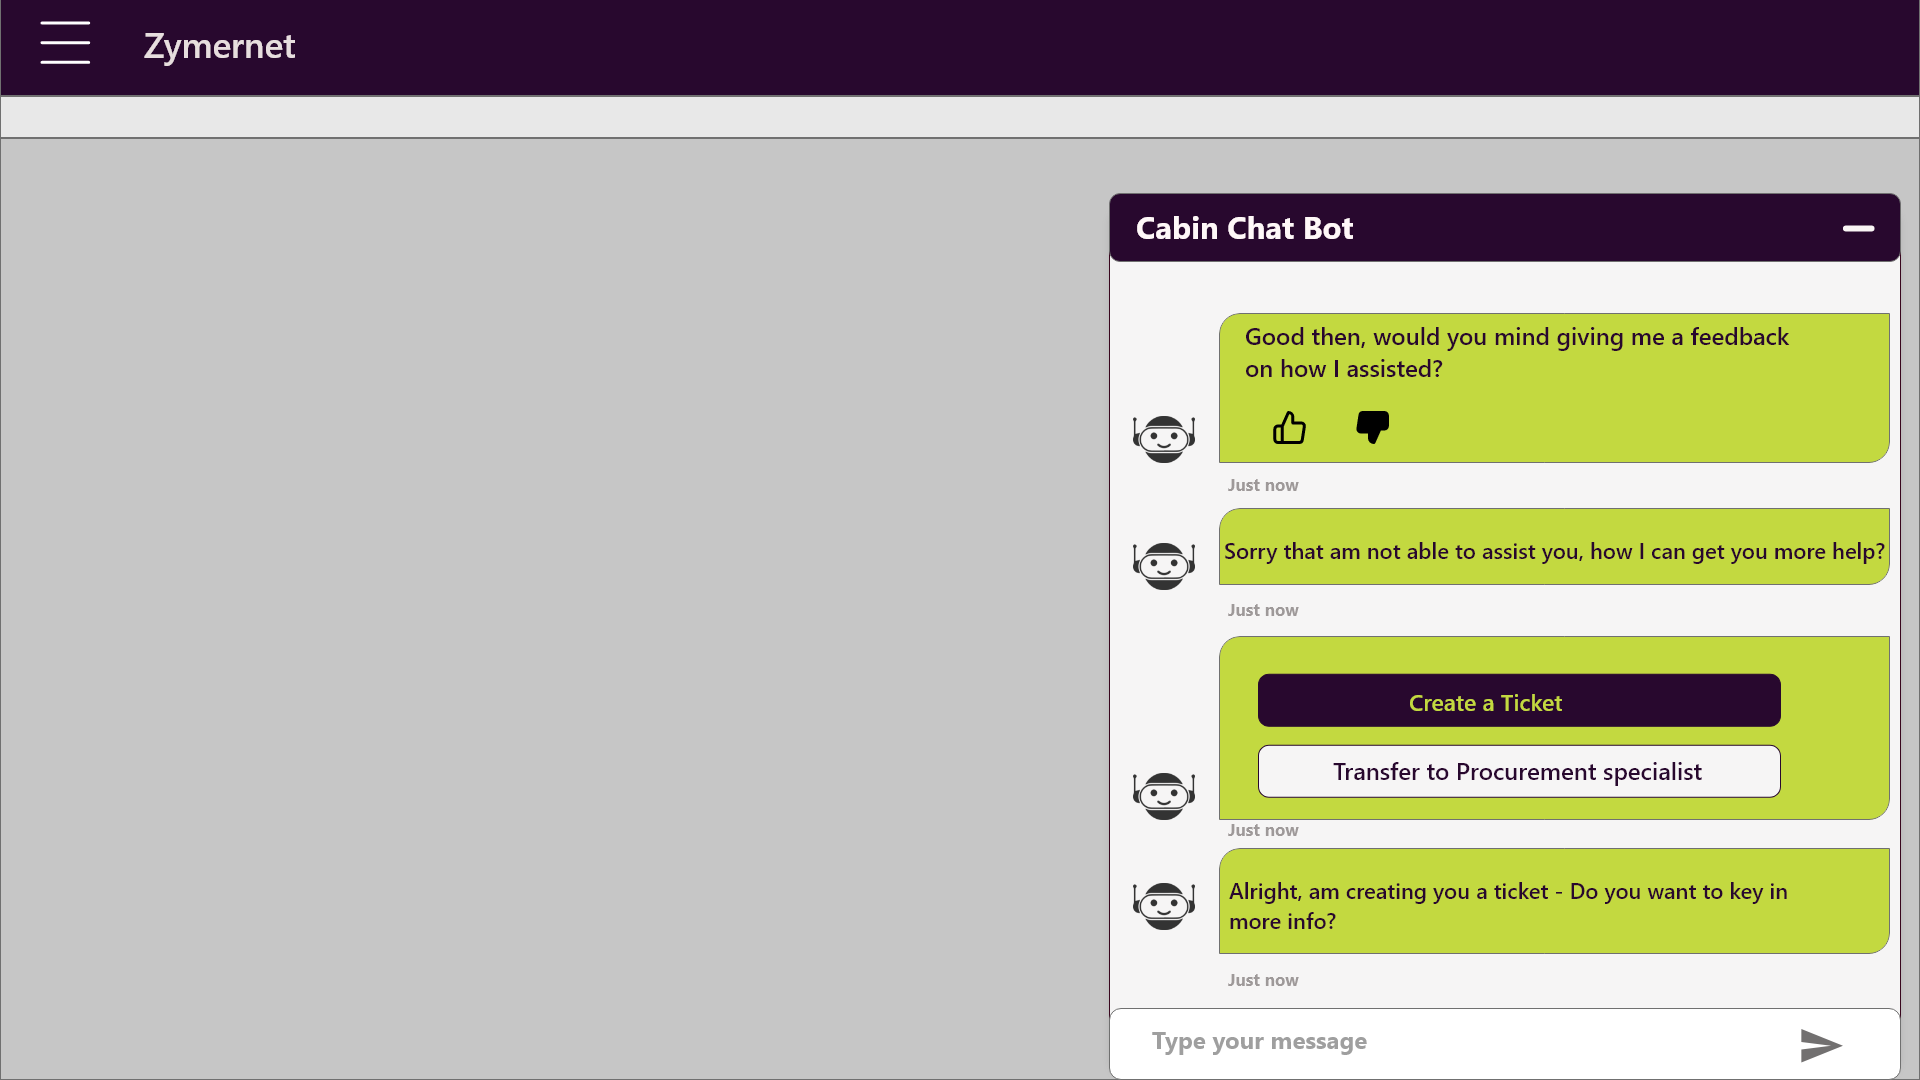 Zymernet
Cabin Chat Bot
Good then, would you mind giving me a feedback
on how I assisted?
Just now
Sorry that am not able to assist you, how I can get you more help?
Just now
Create a Ticket
Transfer to Procurement specialist
Just now
Alright, am creating you a ticket - Do you want to key in
more info?
Just now
Type your message